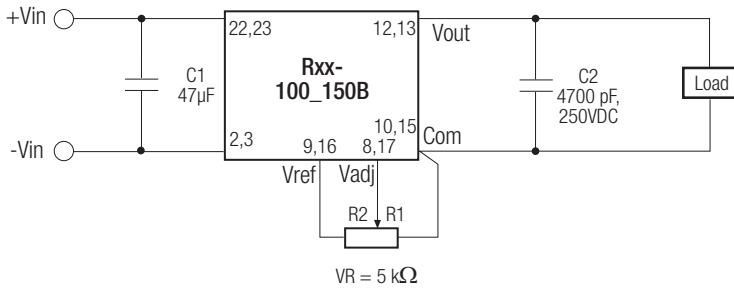 +Vin
22,23
12,13
Vout
C1
47µF
Rxx-
100_150B
C2
4700 pF,
250VDC
Load
-Vin
2,3
9,16
8,17
10,15
Com
Vref
Vadj
R2
R1
VR = 5 kΩ